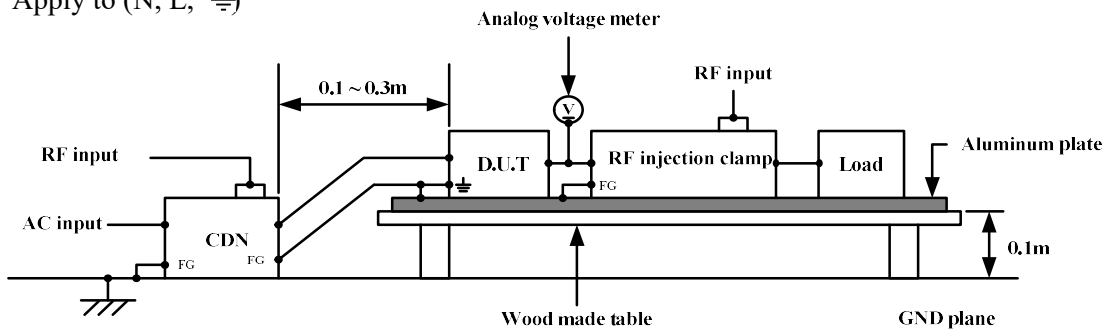 Apply to (N, L, ⏚)
Analog voltage meter
0.1 ~ 0.3m
RF input
V
RF input
D.U.T
RF injection clamp
Load
Aluminum plate
FG
AC input
CDN
FG
FG
0.1m
Wood made table
GND plane